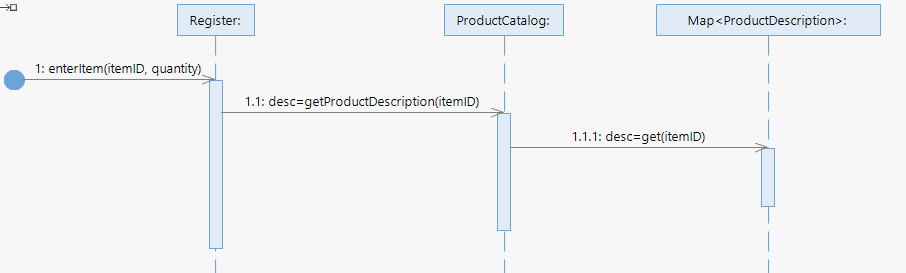 Register:
ProductCatalog:
Map<ProductDescription>:
1: enterItem(itemID, quantity)
1.1: desc=getProductDescription(itemID)
1.1.1: desc=get(itemID)